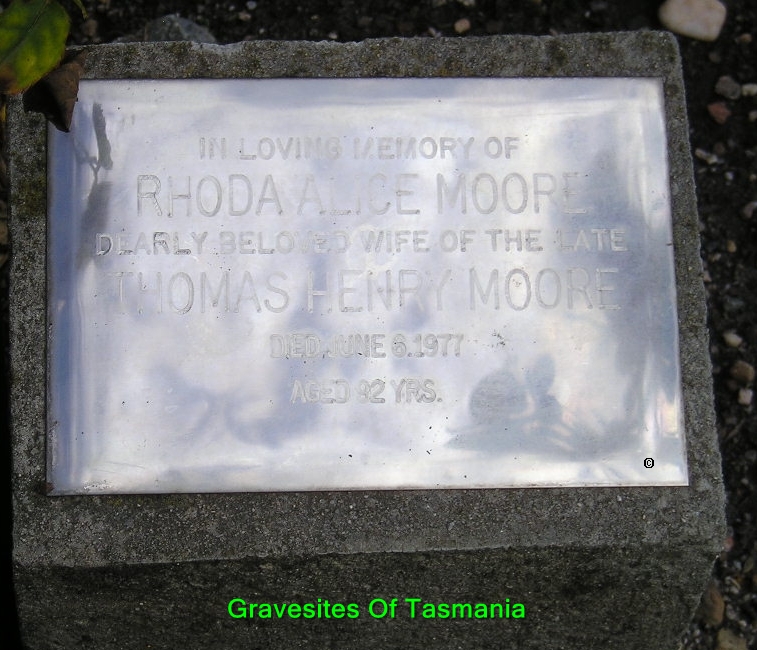 IN LOVING MEMORY OF
RHODA ALICE MOORE
DEARLY BELOVED WIFE OF THE LATE
THOMAS HENRY MOORE
DIED JUNE 6.1977
AGED 92 YRS.
©
Gravesites Of Tasmania